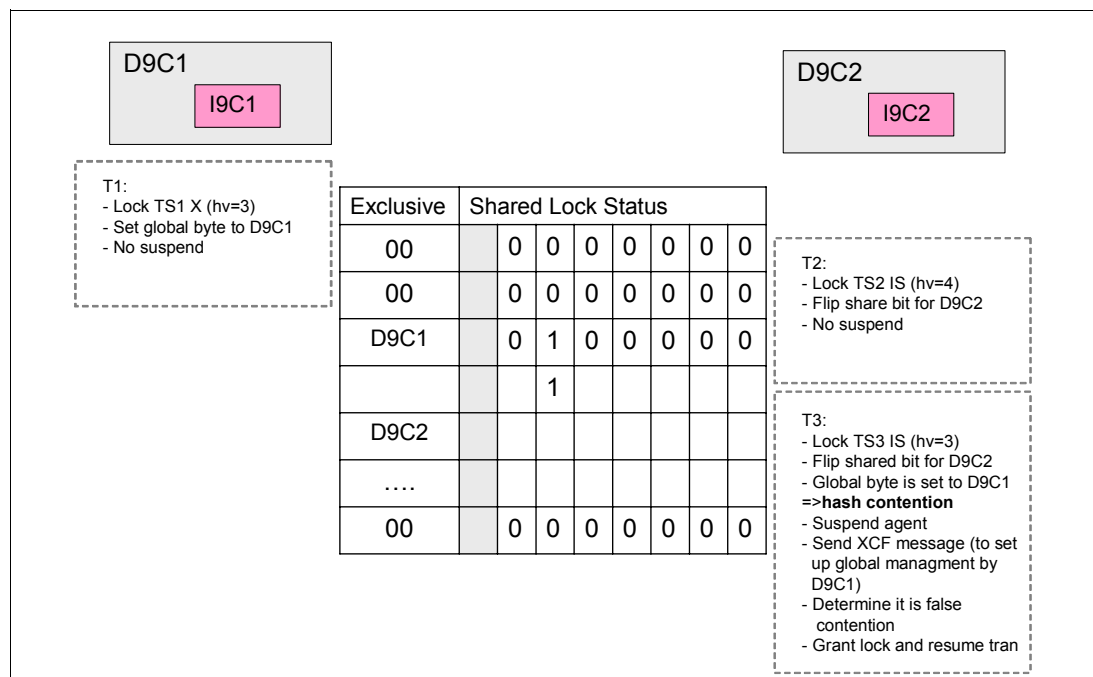 D9C1
I9C1
D9C2
I9C2
T1:
- Lock TS1 X (hv=3)
- Set global byte to D9C1
- No suspend
Exclusive Shared Lock Status
00 0 0 0 0 0 0 0
00 0 0 0 0 0 0 0
D9C1 0 1 0 0 0 0 0
1
D9C2
....
00 0 0 0 0 0 0 0
T2:
- Lock TS2 IS (hv=4)
- Flip share bit for D9C2
- No suspend
T3:
- Lock TS3 IS (hv=3)
- Flip shared bit for D9C2
- Global byte is set to D9C1
=>hash contention
- Suspend agent
- Send XCF message (to set
up global managment by
D9C1)
- Determine it is false
contention
- Grant lock and resume tran